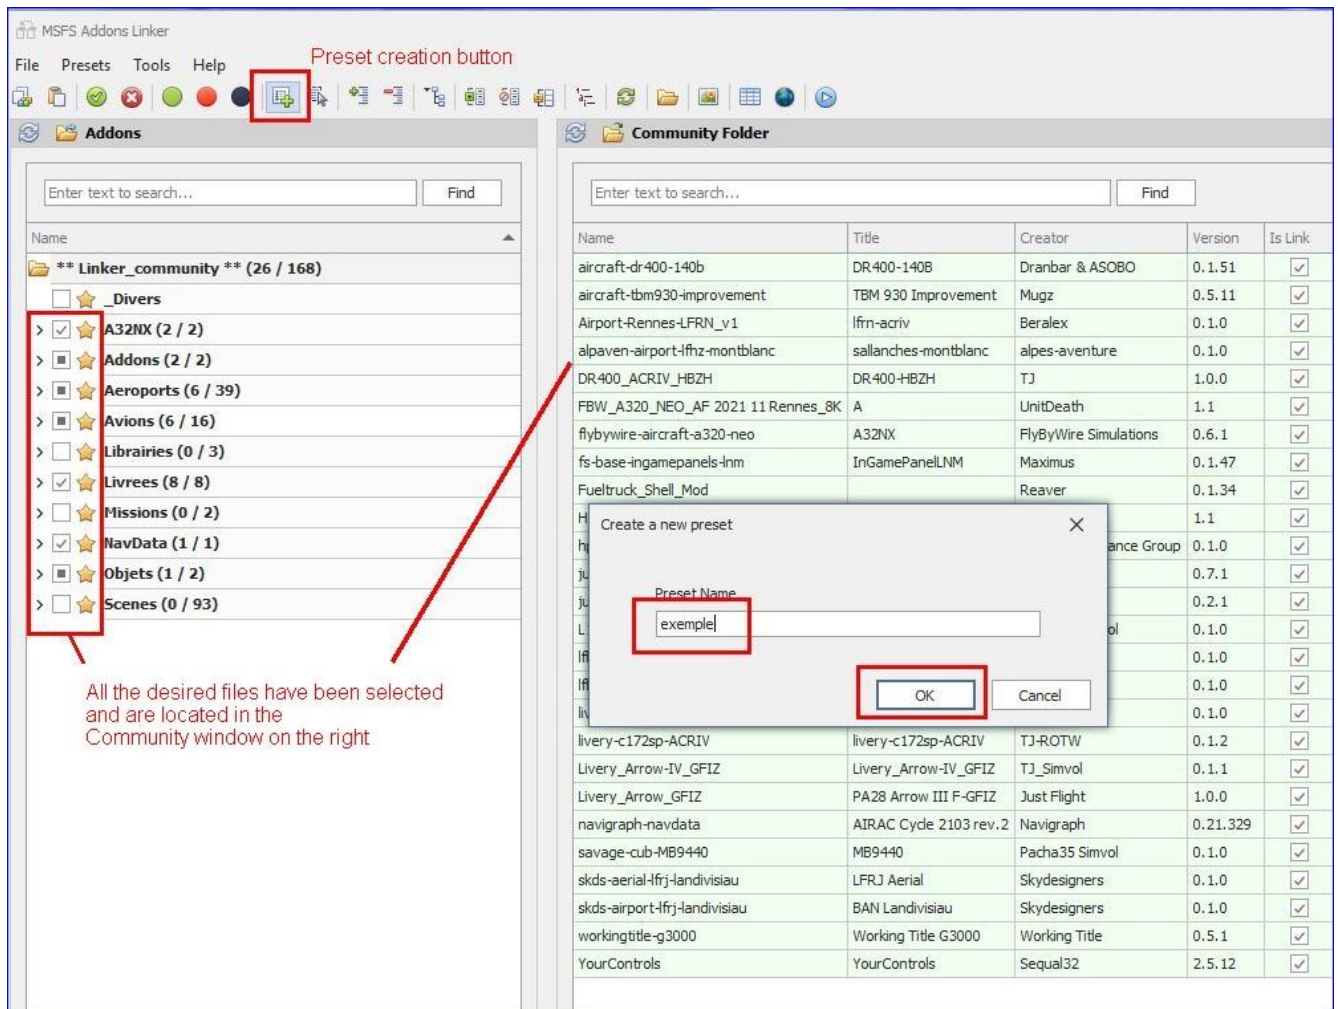 MSFS Addons Linker
File Presets Tools Help
Preset creation button
Addons
Community Folder
Enter text to search... Find
Enter text to search... Find
Name
Name Title Creator Version Is Link
** Linker_community ** (26 / 168)
_Divers
A32NX (2 / 2)
Addons (2 / 2)
Aeroports (6 / 39)
Avions (6 / 16)
Librairies (0 / 3)
Livrees (8 / 8)
Missions (0 / 2)
NavData (1 / 1)
Objets (1 / 2)
Scenes (0 / 93)
All the desired files have been selected
and are located in the
Community window on the right
aircraft-dr400-140b DR400-140B Dranbar & ASOBO 0.1.51
aircraft-tbm930-improvement TBM 930 Improvement Mugz 0.5.11
Airport-Rennes-LFRN_v1 lfrn-acriv Beralex 0.1.0
alpaven-airport-lfhz-montblanc sallanches-montblanc alpes-aventure 0.1.0
DR400_ACRIV_HBZH DR400-HBZH TJ 1.0.0
FBW_A320_NEO_AF 2021 11 Rennes_8K A UnitDeath 1.1
flybywire-aircraft-a320-neo A32NX FlyByWire Simulations 0.6.1
fs-base-ingamepanels-lnm InGamePanelLNM Maximus 0.1.47
Fueltruck_Shell_Mod Reaver 0.1.34
1.1
ance Group 0.1.0
0.7.1
0.2.1
0.1.0
0.1.0
0.1.0
0.1.0
Create a new preset
Preset Name
exemple
OK Cancel
livery-c172sp-ACRIV livery-c172sp-ACRIV TJ-ROTW 0.1.2
Livery_Arrow-IV_GFIZ Livery_Arrow-IV_GFIZ TJ_Simvol 0.1.1
Livery_Arrow_GFIZ PA28 Arrow III F-GFIZ Just Flight 1.0.0
navigraph-navdata AIRAC Cycle 2103 rev.2 Navigraph 0.21.329
savage-cub-MB9440 MB9440 Pacha35 Simvol 0.1.0
skds-aerial-lfrj-landivisiau LFRJ Aerial Skydesigners 0.1.0
skds-airport-lfrj-landivisiau BAN Landivisiau Skydesigners 0.1.0
workingtitle-g3000 Working Title G3000 Working Title 0.5.1
YourControls YourControls Sequal32 2.5.12